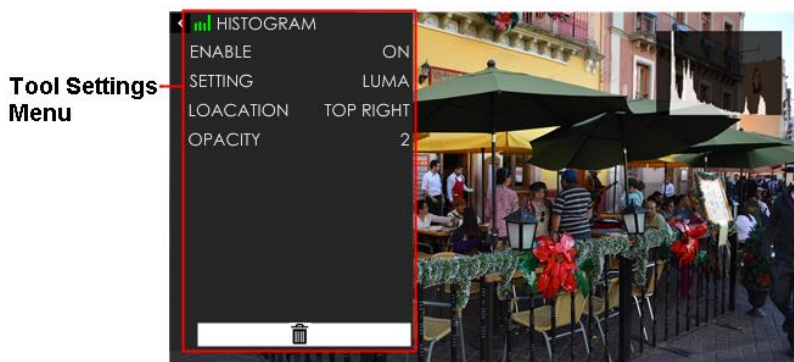 HISTOGRAM
ENABLE ON
SETTING LUMA
LOACATION TOP RIGHT
OPACITY 2
Tool Settings
Menu